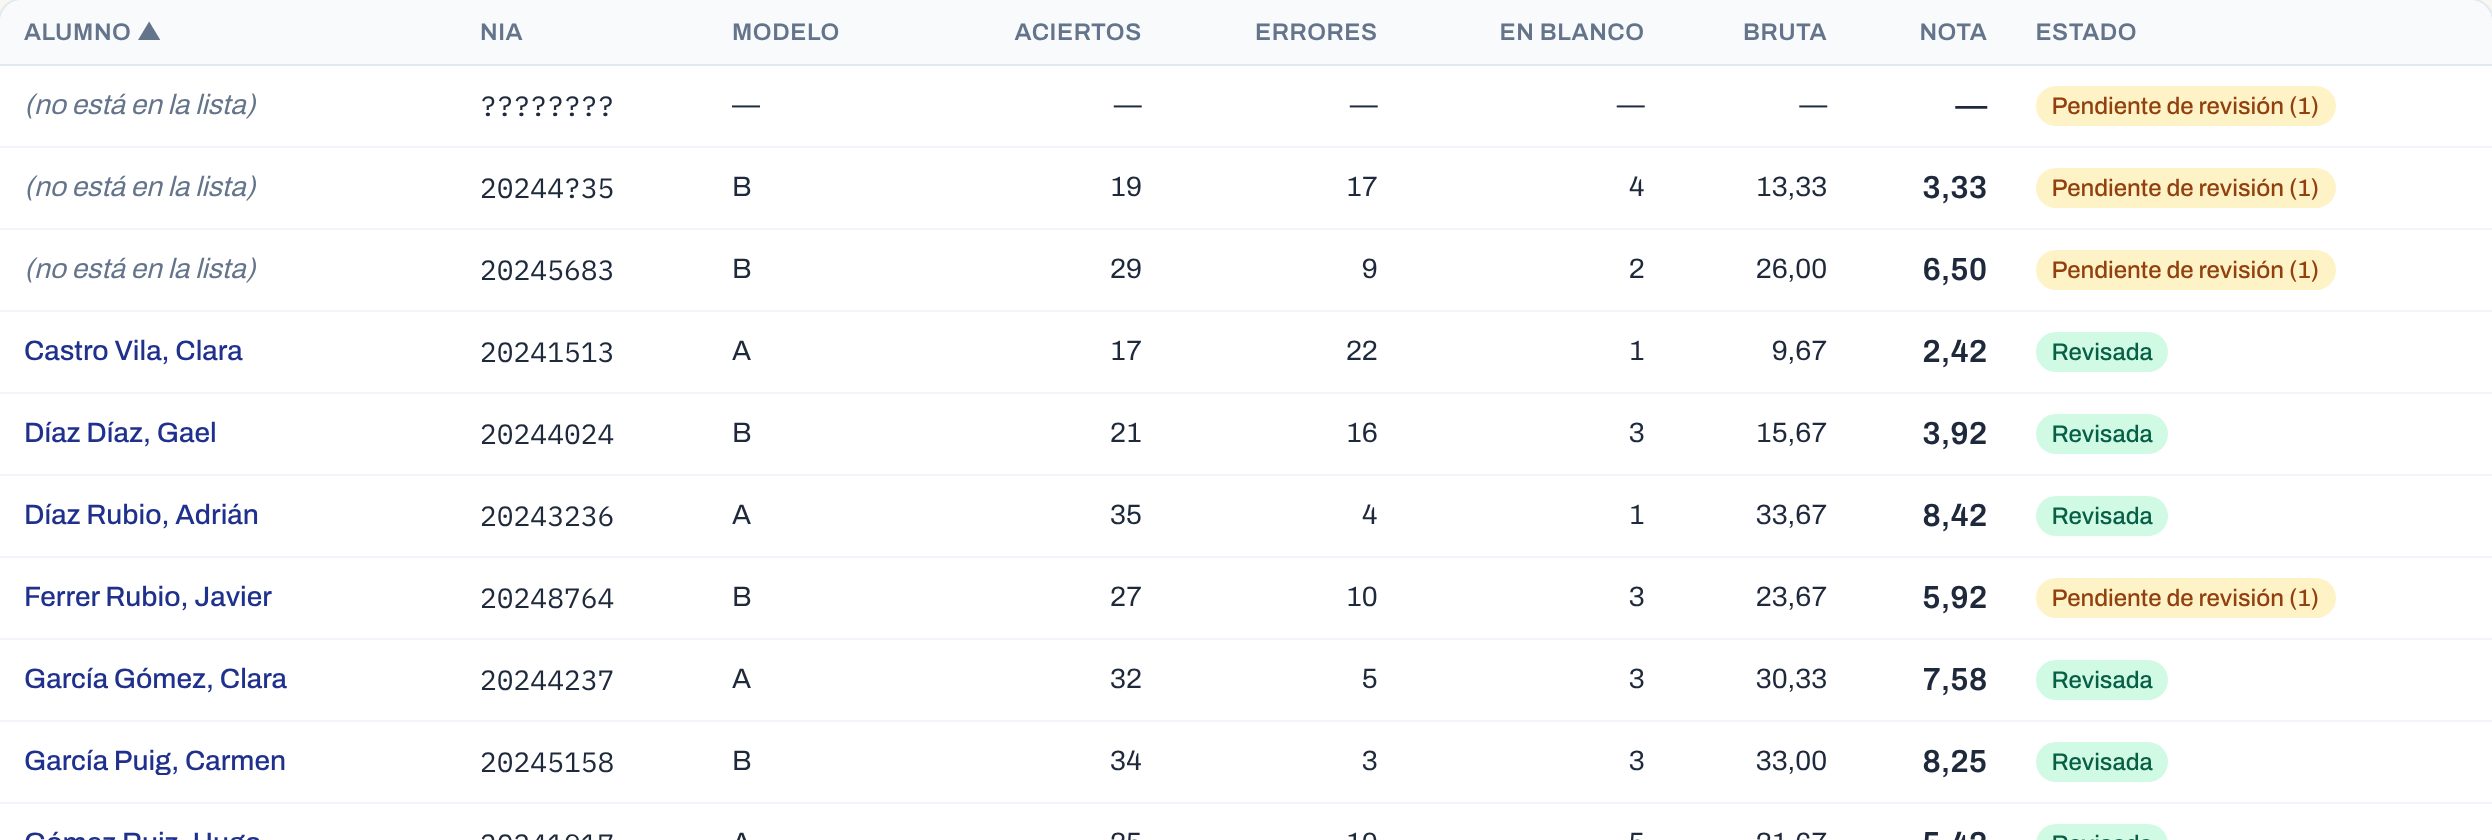 ALUMNO ▲ NIA MODELO ACIERTOS ERRORES EN BLANCO BRUTA NOTA ESTADO
(no está en la lista) ???????? — — — — — — Pendiente de revisión (1)
(no está en la lista) 20244?35 B 19 17 4 13,33 3,33 Pendiente de revisión (1)
(no está en la lista) 20245683 B 29 9 2 26,00 6,50 Pendiente de revisión (1)
Castro Vila, Clara 20241513 A 17 22 1 9,67 2,42 Revisada
Díaz Díaz, Gael 20244024 B 21 16 3 15,67 3,92 Revisada
Díaz Rubio, Adrián 20243236 A 35 4 1 33,67 8,42 Revisada
Ferrer Rubio, Javier 20248764 B 27 10 3 23,67 5,92 Pendiente de revisión (1)
García Gómez, Clara 20244237 A 32 5 3 30,33 7,58 Revisada
García Puig, Carmen 20245158 B 34 3 3 33,00 8,25 Revisada